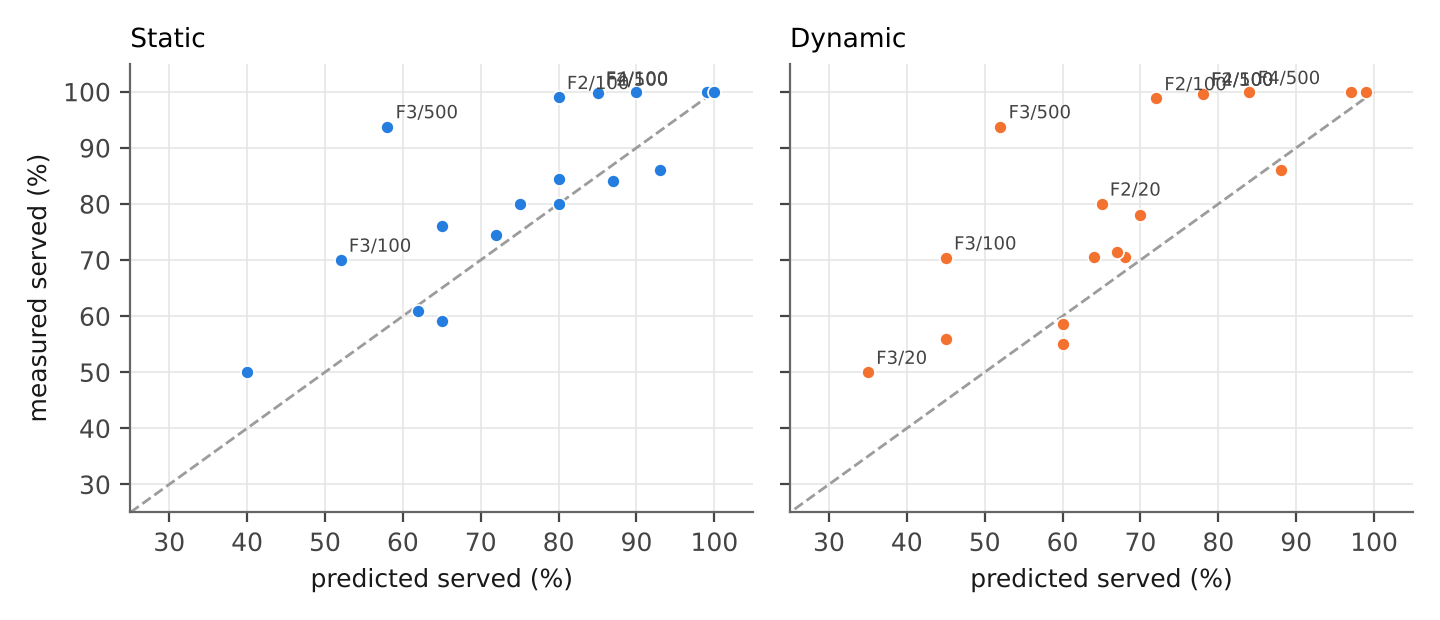 Static
Dynamic
measured served (%)
100
90
80
70
60
50
40
30
F2/100
F3/500
F3/100
30 40 50 60 70 80 90 100
predicted served (%)
F2/100
F4/500
F3/500
F2/20
F3/100
F3/20
30 40 50 60 70 80 90 100
predicted served (%)